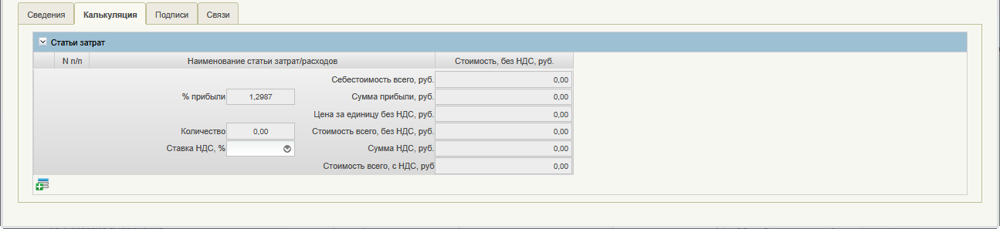 Сведения Калькуляция Подписи Связи
Статьи затрат
N п/п Наименование статьи затрат/расходов Стоимость, без НДС, руб.
Себестоимость всего, руб. 0,00
% прибыли 1,2987 Сумма прибыли, руб. 0,00
Цена за единицу без НДС, руб. 0,00
Количество 0,00 Стоимость всего, без НДС, руб. 0,00
Ставка НДС, % Сумма НДС, руб. 0,00
Стоимость всего, с НДС, руб 0,00